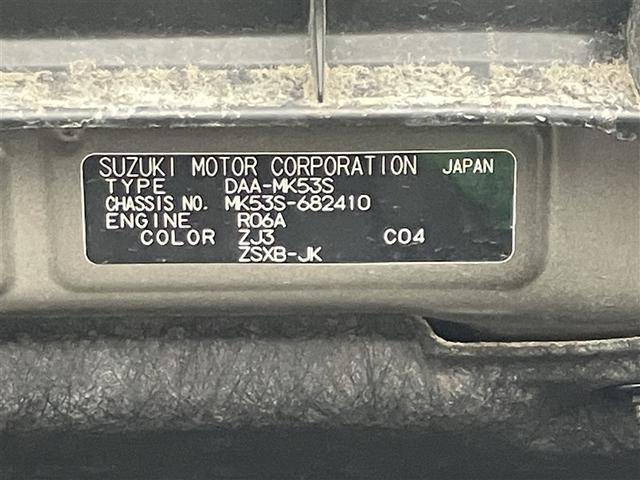 SUZUKI MOTOR CORPORATION JAPAN
TYPE DAA-MK53S
CHASSIS NO. MK53S-682410
ENGINE R06A
COLOR ZJ3 C04
ZSXB-JK